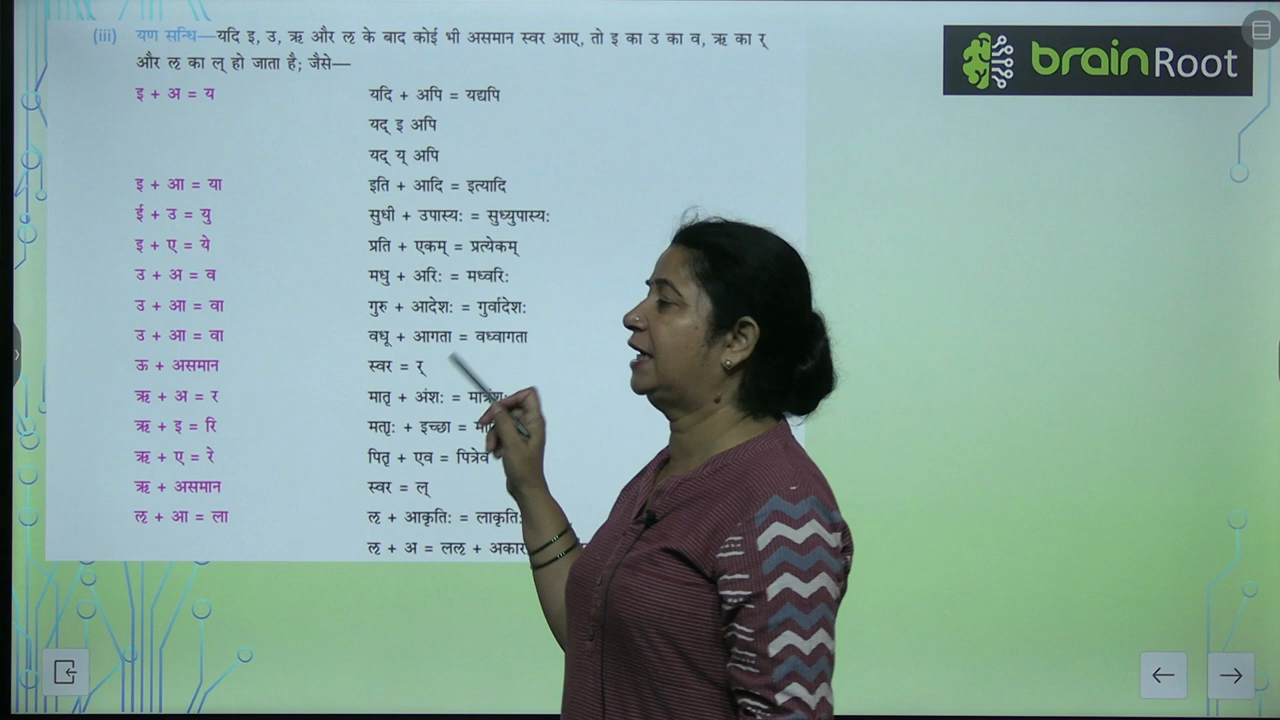 (iii) यण सन्धि—यदि इ, उ, ऋ और ऌ के बाद कोई भी असमान स्वर आए, तो इ का उ का व, ऋ का र्
और ऌ का ल् हो जाता है; जैसे—
इ + अ = य यदि + अपि = यद्यपि
यद् इ अपि
यद् य् अपि
इ + आ = या इति + आदि = इत्यादि
ई + उ = यु सुधी + उपास्य: = सुध्युपास्य:
इ + ए = ये प्रति + एकम् = प्रत्येकम्
उ + अ = व मधु + अरि: = मध्वरि:
उ + आ = वा गुरु + आदेश: = गुर्वादेश:
उ + आ = वा वधू + आगता = वध्वागता
ऊ + असमान स्वर = र्
ऋ + अ = र मातृ + अंश: = मात्रंश:
ऋ + इ = रि + इच्छा =
ऋ + ए = रे पितृ + एव = पित्रेव
ऋ + असमान स्वर = ल्
ऌ + आ = ला ऌ + आकृति: = लाकृति:
ऌ + अ = लऌ + अकार
brainRoot